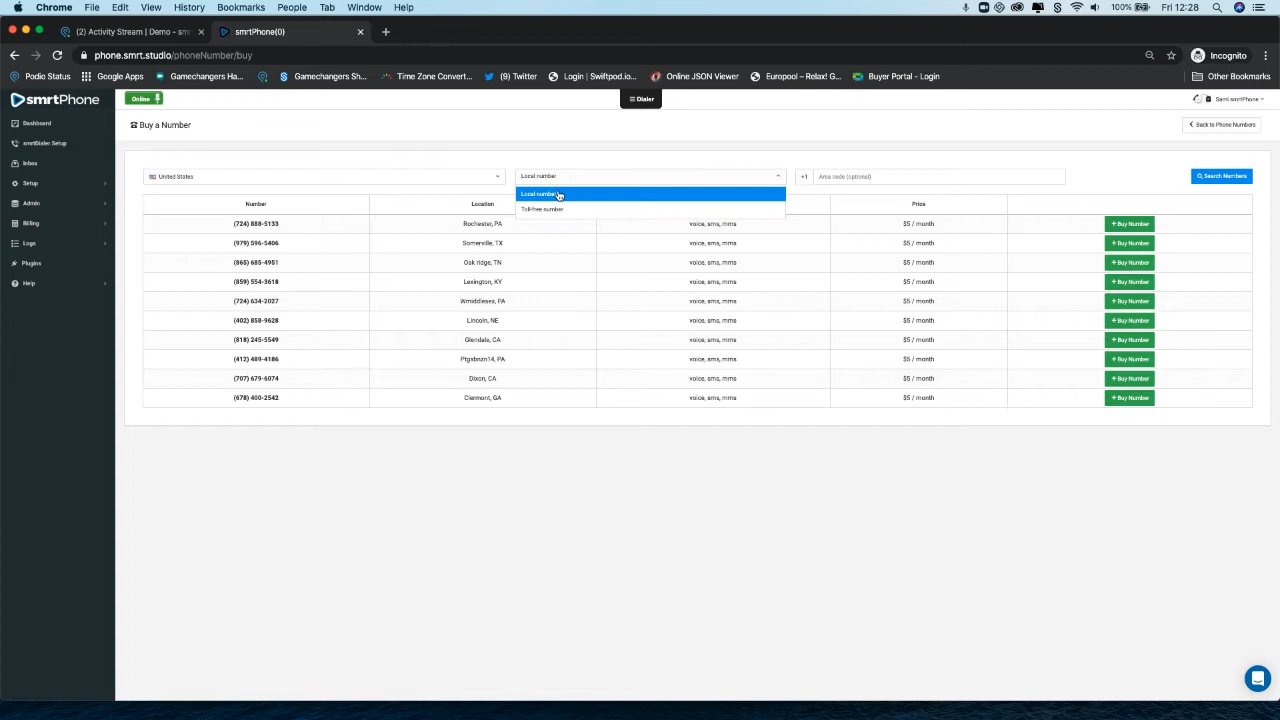 Chrome File Edit View History Bookmarks People Tab Window Help 100% Fri 12:28
(2) Activity Stream | Demo - smr
smrtPhone(0)
phone.smrt.studio/phoneNumber/buy
Incognito
Podio Status Google Apps Gamechangers Ha... Gamechangers Sh... Time Zone Convert... (9) Twitter Login | Swiftpod.io... Online JSON Viewer Europool – Relax! G... Buyer Portal - Login Other Bookmarks
smrtPhone
Online
Dialer
Sami smrtPhone
Dashboard
smrtDialer Setup
Inbox
Setup
Admin
Billing
Logs
Plugins
Help
Buy a Number
Back to Phone Numbers
United States
Local number
+1 Area code (optional)
Search Numbers
Local number
Toll-free number
Number Location Price
(724) 888-5133 Rochester, PA voice, sms, mms $5 / month + Buy Number
(979) 596-5406 Somerville, TX voice, sms, mms $5 / month + Buy Number
(865) 685-4951 Oak ridge, TN voice, sms, mms $5 / month + Buy Number
(859) 554-3618 Lexington, KY voice, sms, mms $5 / month + Buy Number
(724) 634-2027 Wmiddlesex, PA voice, sms, mms $5 / month + Buy Number
(402) 858-9628 Lincoln, NE voice, sms, mms $5 / month + Buy Number
(818) 245-5549 Glendale, CA voice, sms, mms $5 / month + Buy Number
(412) 489-4186 Ptgsbnzn14, PA voice, sms, mms $5 / month + Buy Number
(707) 679-6074 Dixon, CA voice, sms, mms $5 / month + Buy Number
(678) 400-2542 Clermont, GA voice, sms, mms $5 / month + Buy Number